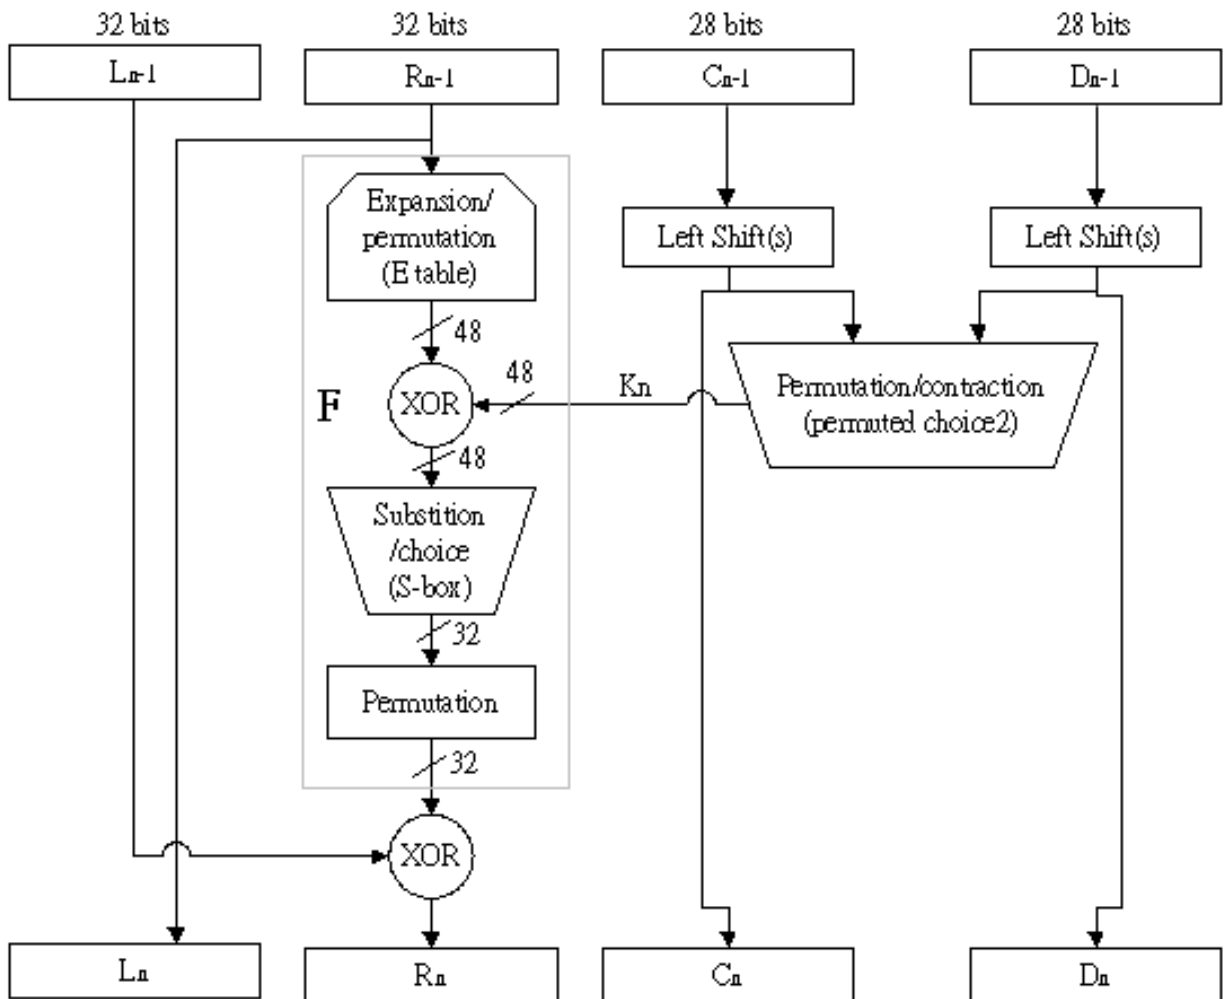 32 bits
32 bits
28 bits
28 bits
Ln-1
Rn-1
Cn-1
Dn-1
Expansion/
permutation
(E table)
Left Shift(s)
Left Shift(s)
48
F
XOR
48
Kn
Permutation/contraction
(permuted choice2)
48
Substition
/choice
(S-box)
32
Permutation
32
XOR
Ln
Rn
Cn
Dn